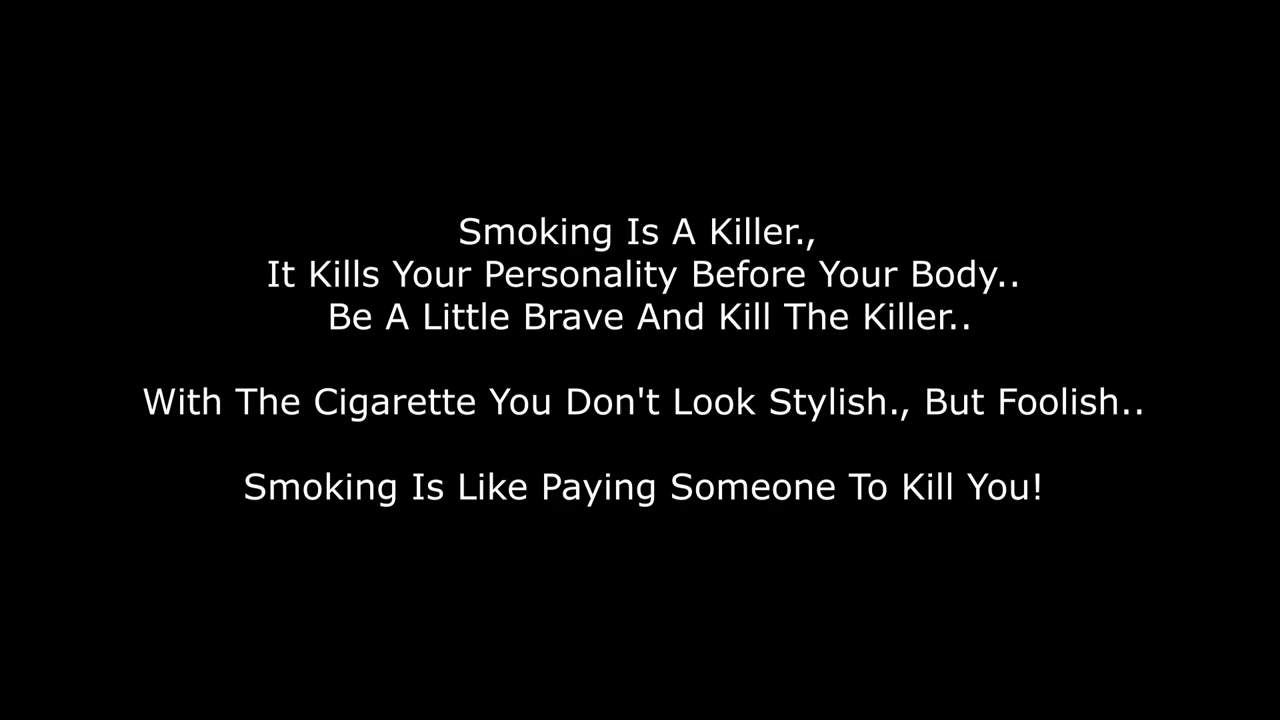 Smoking Is A Killer.,
It Kills Your Personality Before Your Body..
Be A Little Brave And Kill The Killer..
With The Cigarette You Don't Look Stylish., But Foolish..
Smoking Is Like Paying Someone To Kill You!